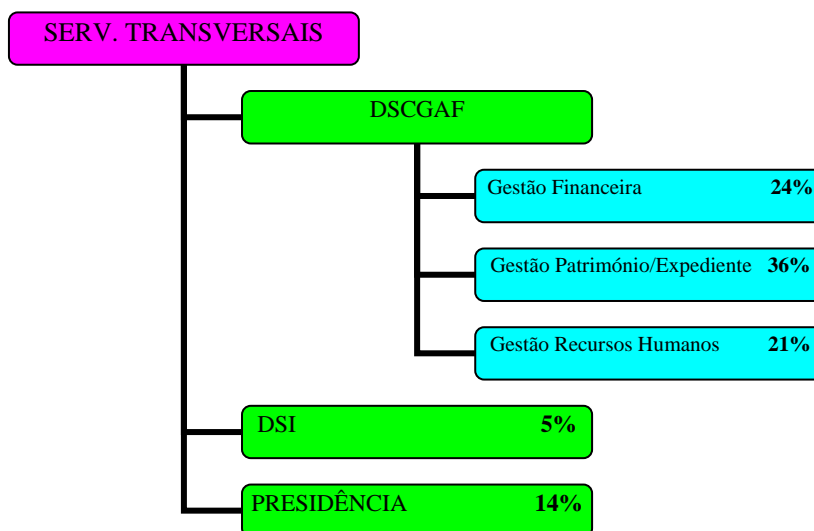 SERV. TRANSVERSAIS
DSCGAF
Gestão Financeira 24%
Gestão Património/Expediente 36%
Gestão Recursos Humanos 21%
DSI 5%
PRESIDÊNCIA 14%